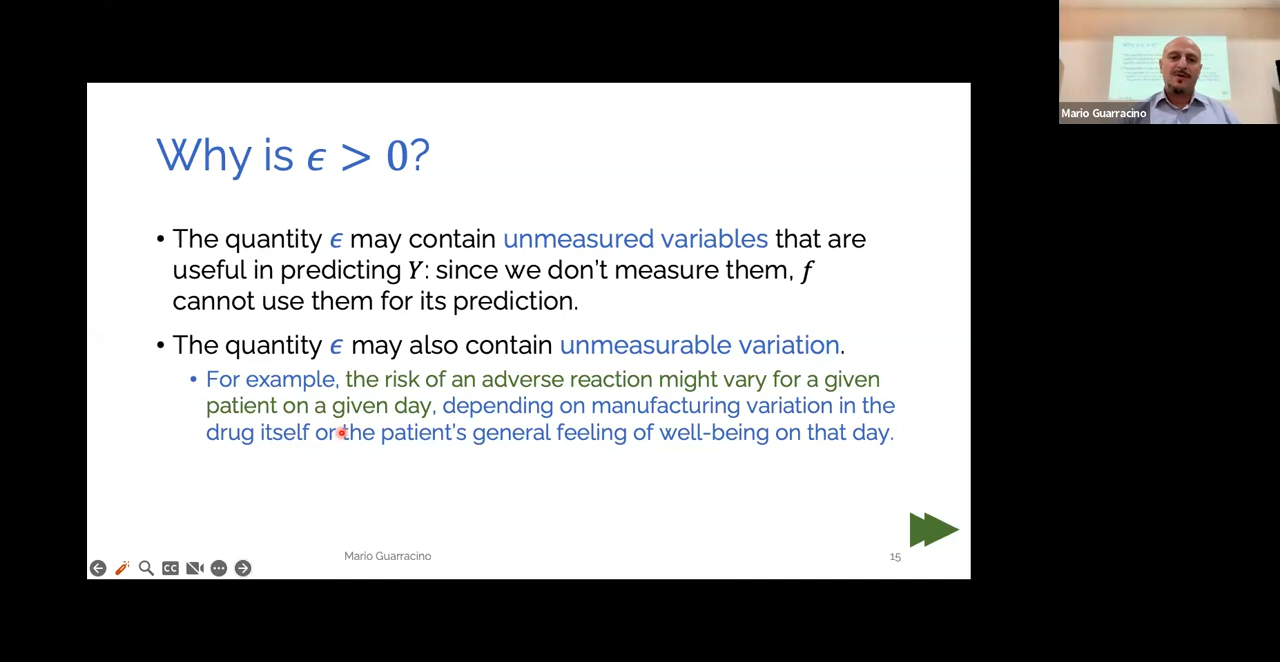 Why is ϵ > 0?
• The quantity ϵ may contain unmeasured variables that are
useful in predicting Y: since we don't measure them, f
cannot use them for its prediction.
• The quantity ϵ may also contain unmeasurable variation.
• For example, the risk of an adverse reaction might vary for a given
patient on a given day, depending on manufacturing variation in the
drug itself or the patient's general feeling of well-being on that day.
Mario Guarracino
15
CC
Mario Guarracino